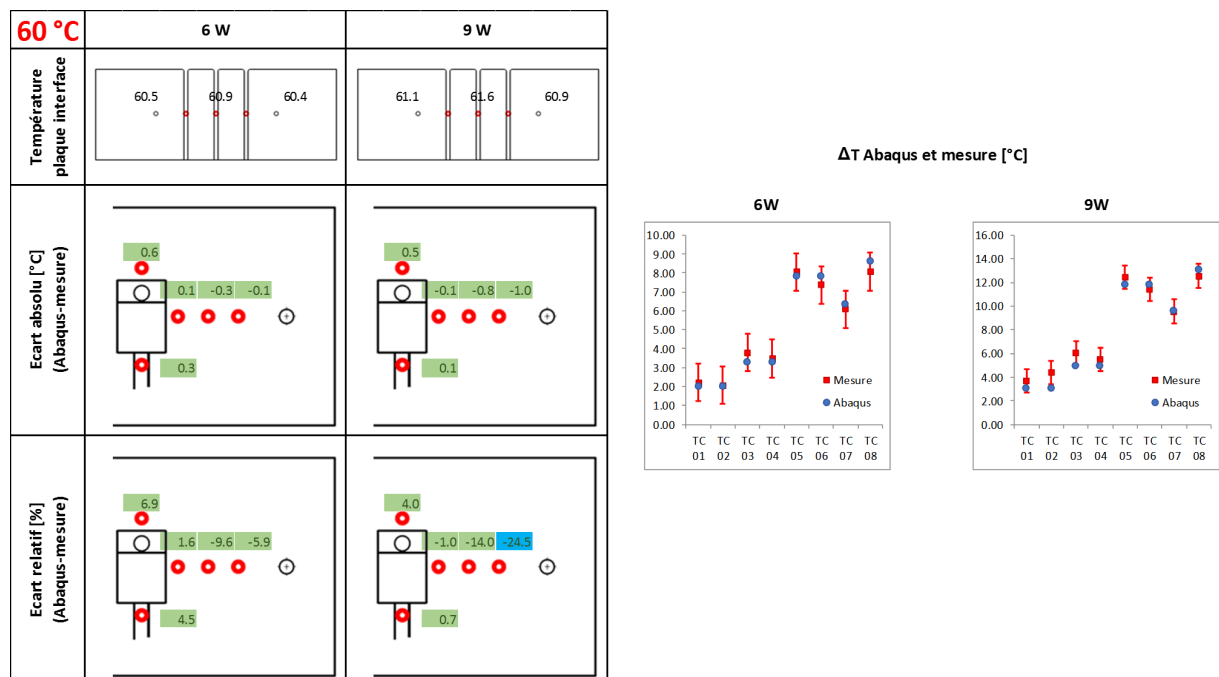 60 °C
6 W
9 W
Température
plaque interface
60.5 60.9 60.4
61.1 61.6 60.9
Ecart absolu [°C]
(Abaqus-mesure)
0.6
0.1 -0.3 -0.1
0.3
0.5
-0.1 -0.8 -1.0
0.1
Ecart relatif [%]
(Abaqus-mesure)
6.9
1.6 -9.6 -5.9
4.5
4.0
-1.0 -14.0 -24.5
0.7
ΔT Abaqus et mesure [°C]
6W
10.00
9.00
8.00
7.00
6.00
5.00
4.00
3.00
2.00
1.00
0.00
Mesure
Abaqus
TC TC TC TC TC TC TC TC
01 02 03 04 05 06 07 08
9W
16.00
14.00
12.00
10.00
8.00
6.00
4.00
2.00
0.00
Mesure
Abaqus
TC TC TC TC TC TC TC TC
01 02 03 04 05 06 07 08